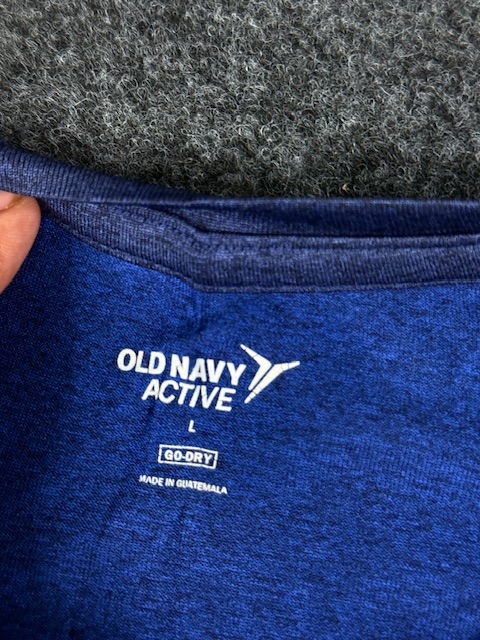 OLD NAVY
ACTIVE
L
GO-DRY
MADE IN GUATEMALA